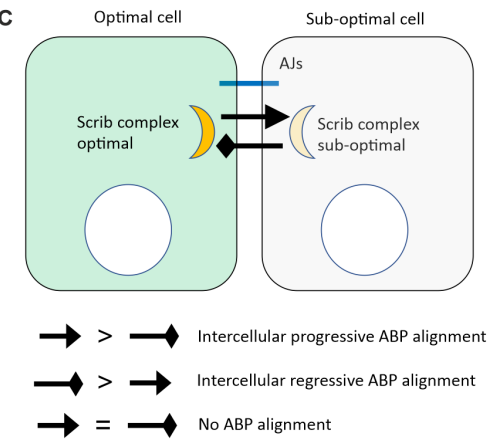 C
Optimal cell
Sub-optimal cell
AJs
Scrib complex
optimal
Scrib complex
sub-optimal
> Intercellular progressive ABP alignment
> Intercellular regressive ABP alignment
= No ABP alignment